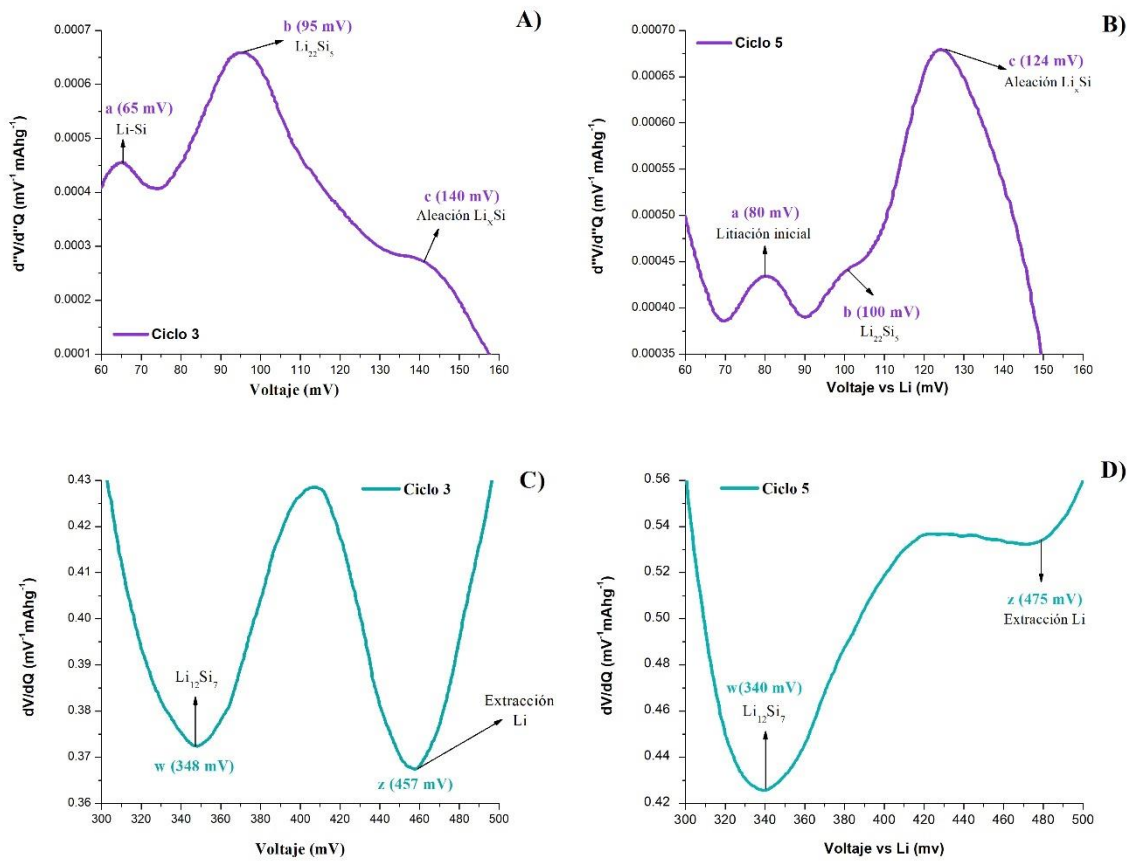 A)
0.0007
0.0006
0.0005
0.0004
0.0003
0.0002
0.0001
d''V/d''Q (mV⁻¹ mAhg⁻¹)
b (95 mV)
Li₂₂Si₅
a (65 mV)
Li-Si
c (140 mV)
Aleación LiₓSi
Ciclo 3
60 70 80 90 100 110 120 130 140 150 160
Voltaje (mV)
B)
0.00070
0.00065
0.00060
0.00055
0.00050
0.00045
0.00040
0.00035
d''V/d''Q (mV⁻¹ mAhg⁻¹)
Ciclo 5
c (124 mV)
Aleación LiₓSi
a (80 mV)
Litiación inicial
b (100 mV)
Li₂₂Si₅
60 70 80 90 100 110 120 130 140 150 160
Voltaje vs Li (mV)
C)
0.43
0.42
0.41
0.40
0.39
0.38
0.37
0.36
dV/dQ (mV⁻¹mAhg⁻¹)
Ciclo 3
Li₁₂Si₇
w (348 mV)
Extracción
Li
z (457 mV)
300 320 340 360 380 400 420 440 460 480 500
Voltaje (mV)
D)
0.56
0.54
0.52
0.50
0.48
0.46
0.44
0.42
dV/dQ (mV⁻¹mAhg⁻¹)
Ciclo 5
z (475 mV)
Extracción Li
w(340 mV)
Li₁₂Si₇
300 320 340 360 380 400 420 440 460 480 500
Voltaje vs Li (mv)